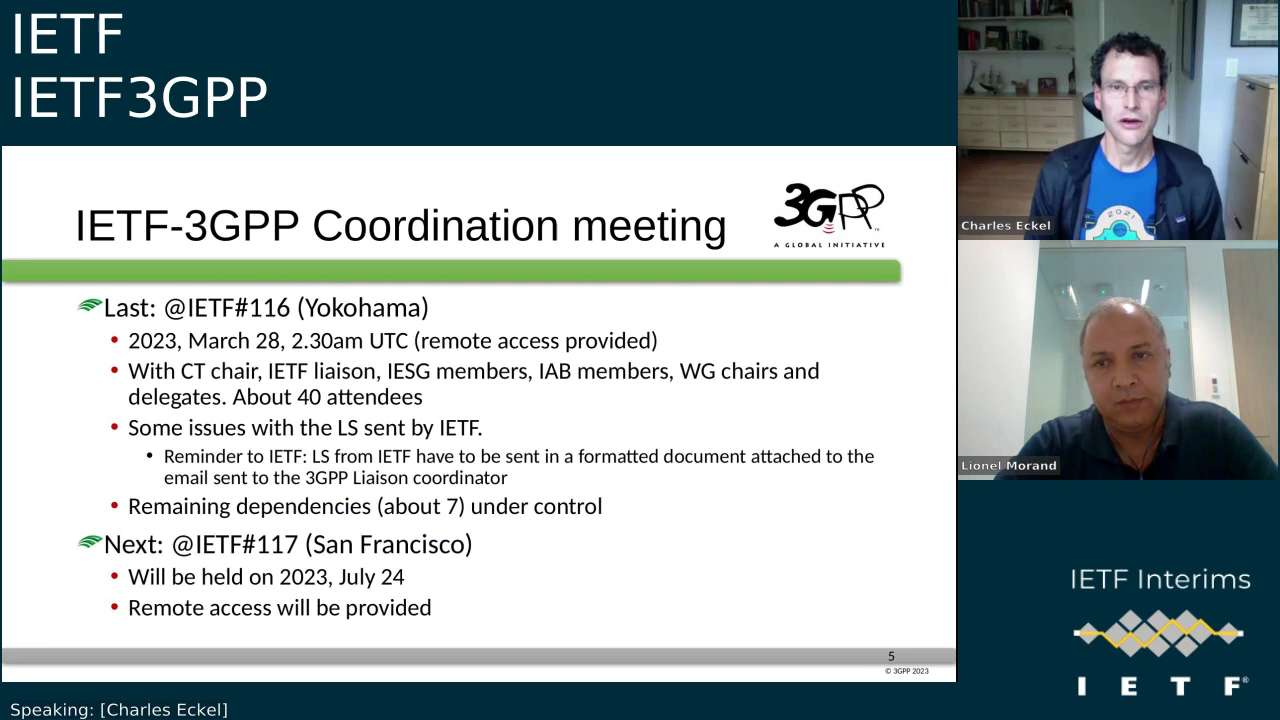 IETF
IETF3GPP
IETF-3GPP Coordination meeting
3GPP
™
A GLOBAL INITIATIVE
Last: @IETF#116 (Yokohama)
• 2023, March 28, 2.30am UTC (remote access provided)
• With CT chair, IETF liaison, IESG members, IAB members, WG chairs and
delegates. About 40 attendees
• Some issues with the LS sent by IETF.
• Reminder to IETF: LS from IETF have to be sent in a formatted document attached to the
email sent to the 3GPP Liaison coordinator
• Remaining dependencies (about 7) under control
Next: @IETF#117 (San Francisco)
• Will be held on 2023, July 24
• Remote access will be provided
5
© 3GPP 2023
2021
Charles Eckel
Lionel Morand
IETF Interims
I E T F®
Speaking: [Charles Eckel]